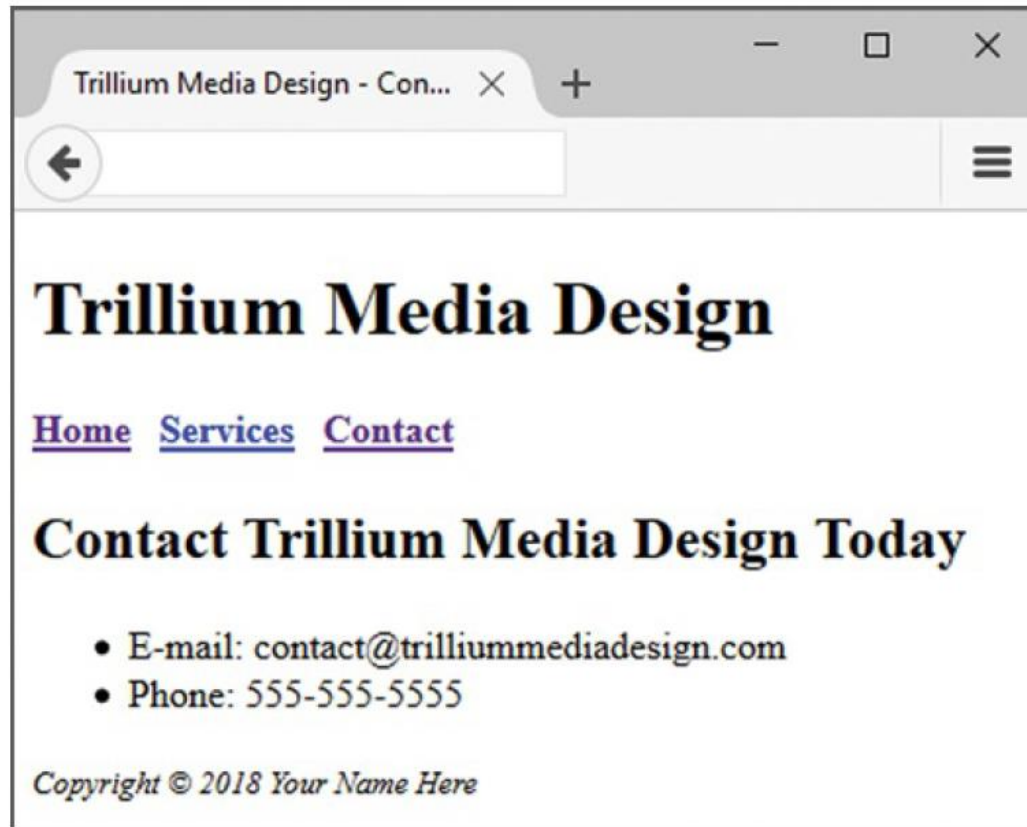 Trillium Media Design - Con...
Trillium Media Design
Home Services Contact
Contact Trillium Media Design Today
• E-mail: contact@trilliummediadesign.com
• Phone: 555-555-5555
Copyright © 2018 Your Name Here